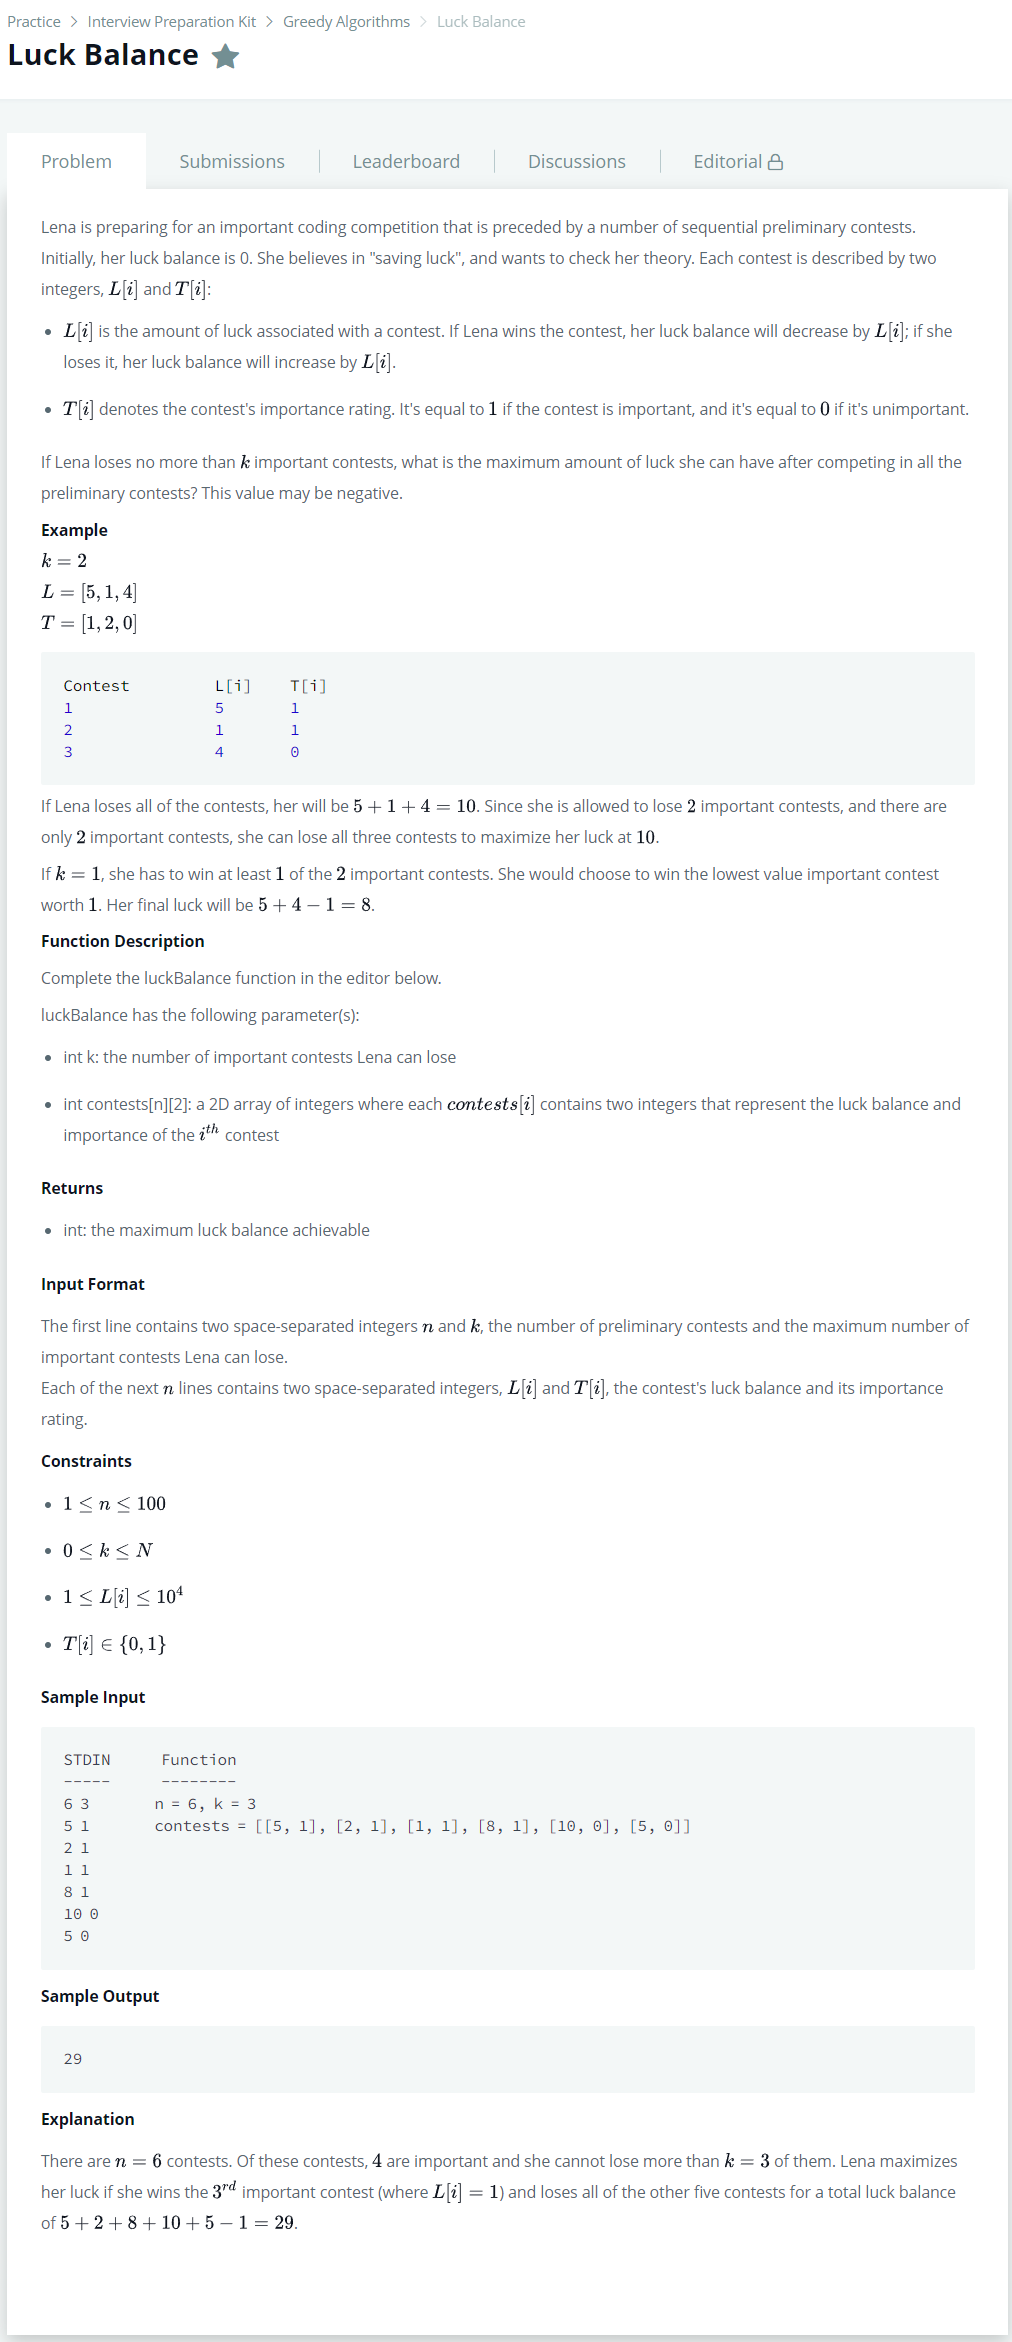 Practice > Interview Preparation Kit > Greedy Algorithms > Luck Balance
Luck Balance
Problem
Submissions
Leaderboard
Discussions
Editorial
Lena is preparing for an important coding competition that is preceded by a number of sequential preliminary contests.
Initially, her luck balance is 0. She believes in "saving luck", and wants to check her theory. Each contest is described by two
integers, L[i] and T[i]:
• L[i] is the amount of luck associated with a contest. If Lena wins the contest, her luck balance will decrease by L[i]; if she
loses it, her luck balance will increase by L[i].
• T[i] denotes the contest's importance rating. It's equal to 1 if the contest is important, and it's equal to 0 if it's unimportant.
If Lena loses no more than k important contests, what is the maximum amount of luck she can have after competing in all the
preliminary contests? This value may be negative.
Example
k = 2
L = [5, 1, 4]
T = [1, 2, 0]
Contest L[i] T[i]
1 5 1
2 1 1
3 4 0
If Lena loses all of the contests, her will be 5 + 1 + 4 = 10. Since she is allowed to lose 2 important contests, and there are
only 2 important contests, she can lose all three contests to maximize her luck at 10.
If k = 1, she has to win at least 1 of the 2 important contests. She would choose to win the lowest value important contest
worth 1. Her final luck will be 5 + 4 − 1 = 8.
Function Description
Complete the luckBalance function in the editor below.
luckBalance has the following parameter(s):
• int k: the number of important contests Lena can lose
• int contests[n][2]: a 2D array of integers where each contests[i] contains two integers that represent the luck balance and
importance of the i^th contest
Returns
• int: the maximum luck balance achievable
Input Format
The first line contains two space-separated integers n and k, the number of preliminary contests and the maximum number of
important contests Lena can lose.
Each of the next n lines contains two space-separated integers, L[i] and T[i], the contest's luck balance and its importance
rating.
Constraints
• 1 ≤ n ≤ 100
• 0 ≤ k ≤ N
• 1 ≤ L[i] ≤ 10^4
• T[i] ∈ {0, 1}
Sample Input
STDIN Function
----- --------
6 3 n = 6, k = 3
5 1 contests = [[5, 1], [2, 1], [1, 1], [8, 1], [10, 0], [5, 0]]
2 1
1 1
8 1
10 0
5 0
Sample Output
29
Explanation
There are n = 6 contests. Of these contests, 4 are important and she cannot lose more than k = 3 of them. Lena maximizes
her luck if she wins the 3^rd important contest (where L[i] = 1) and loses all of the other five contests for a total luck balance
of 5 + 2 + 8 + 10 + 5 − 1 = 29.